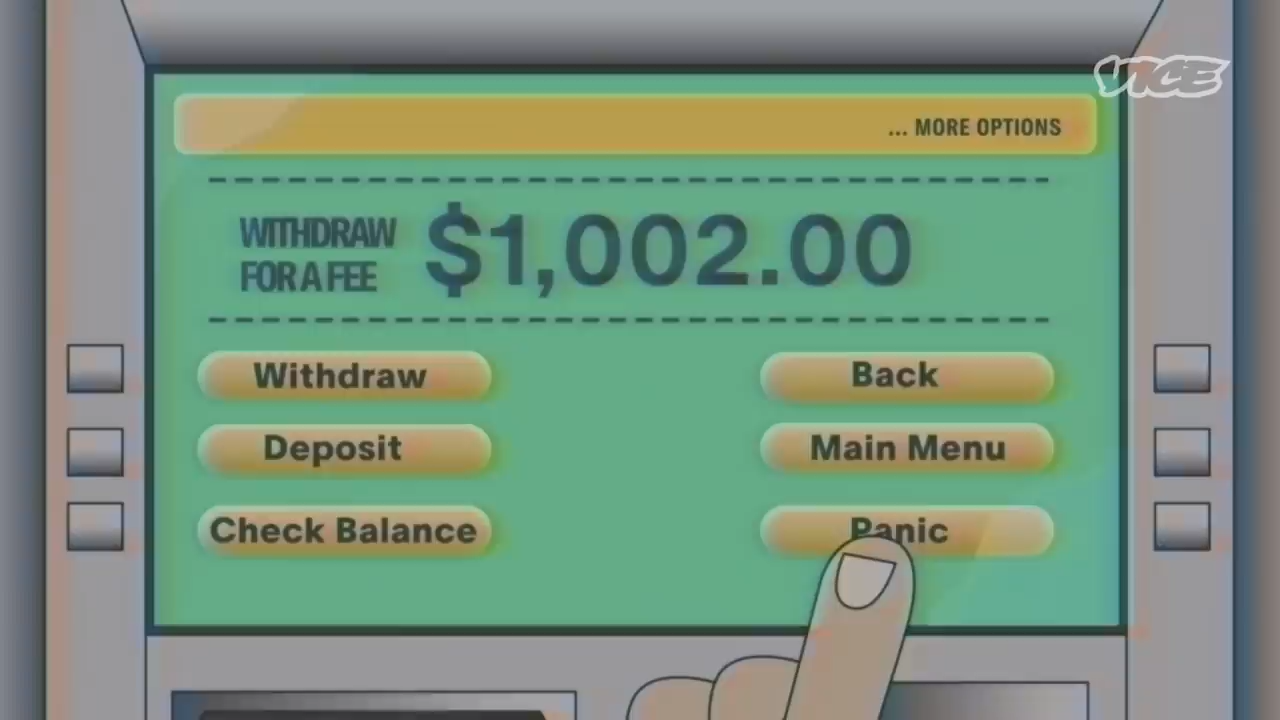 VICE
... MORE OPTIONS
WITHDRAW
FOR A FEE
$1,002.00
Withdraw
Back
Deposit
Main Menu
Check Balance
Panic